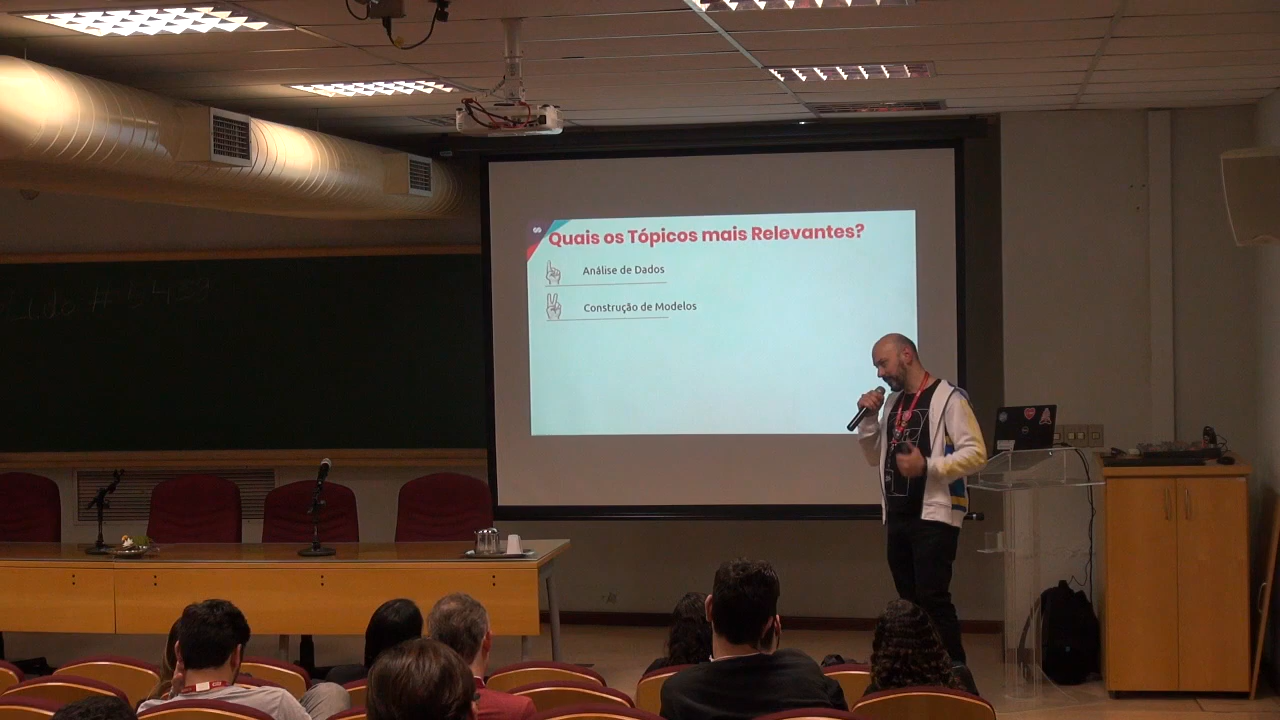 Quais os Tópicos mais Relevantes?
Análise de Dados
Construção de Modelos